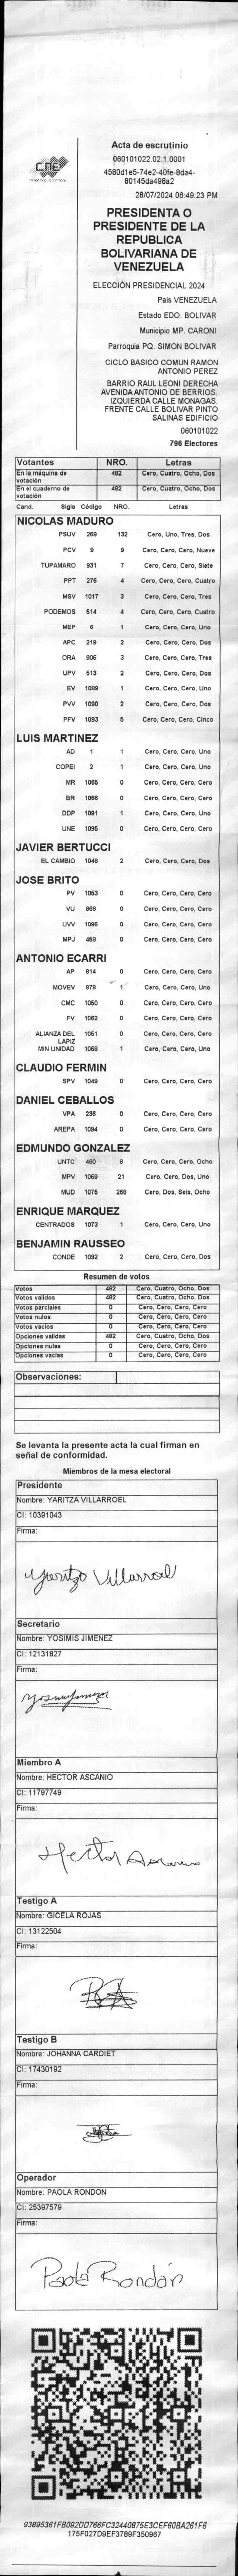 Acta de escrutinio
060101022.02.1.0001
4580d1e5-74e2-40fe-8da4-
80145da498a2
28/07/2024 06:49:23 PM
CNE
PRESIDENTA O
PRESIDENTE DE LA
REPUBLICA
BOLIVARIANA DE
VENEZUELA
ELECCIÓN PRESIDENCIAL 2024
País VENEZUELA
Estado EDO. BOLIVAR
Municipio MP. CARONI
Parroquia PQ. SIMON BOLIVAR
CICLO BASICO COMUN RAMON
ANTONIO PEREZ
BARRIO RAUL LEONI DERECHA
AVENIDA ANTONIO DE BERRIOS.
IZQUIERDA CALLE MONAGAS.
FRENTE CALLE BOLIVAR PINTO
SALINAS EDIFICIO
060101022
796 Electores
Votantes NRO. Letras
En la máquina de votación 482 Cero, Cuatro, Ocho, Dos
En el cuaderno de votación 482 Cero, Cuatro, Ocho, Dos
Cand. Sigla Código NRO. Letras
NICOLAS MADURO
PSUV 269 132 Cero, Uno, Tres, Dos
PCV 9 9 Cero, Cero, Cero, Nueve
TUPAMARO 931 7 Cero, Cero, Cero, Siete
PPT 276 4 Cero, Cero, Cero, Cuatro
MSV 1017 3 Cero, Cero, Cero, Tres
PODEMOS 514 4 Cero, Cero, Cero, Cuatro
MEP 6 1 Cero, Cero, Cero, Uno
APC 219 2 Cero, Cero, Cero, Dos
ORA 906 3 Cero, Cero, Cero, Tres
UPV 513 2 Cero, Cero, Cero, Dos
EV 1089 1 Cero, Cero, Cero, Uno
PVV 1090 2 Cero, Cero, Cero, Dos
PFV 1093 5 Cero, Cero, Cero, Cinco
LUIS MARTINEZ
AD 1 1 Cero, Cero, Cero, Uno
COPEI 2 1 Cero, Cero, Cero, Uno
MR 1065 0 Cero, Cero, Cero, Cero
BR 1066 0 Cero, Cero, Cero, Cero
DDP 1091 1 Cero, Cero, Cero, Uno
UNE 1095 0 Cero, Cero, Cero, Cero
JAVIER BERTUCCI
EL CAMBIO 1048 2 Cero, Cero, Cero, Dos
JOSE BRITO
PV 1053 0 Cero, Cero, Cero, Cero
VU 868 0 Cero, Cero, Cero, Cero
UVV 1096 0 Cero, Cero, Cero, Cero
MPJ 458 0 Cero, Cero, Cero, Cero
ANTONIO ECARRI
AP 814 0 Cero, Cero, Cero, Cero
MOVEV 979 1 Cero, Cero, Cero, Uno
CMC 1050 0 Cero, Cero, Cero, Cero
FV 1062 0 Cero, Cero, Cero, Cero
ALIANZA DEL LAPIZ 1051 0 Cero, Cero, Cero, Cero
MIN UNIDAD 1068 1 Cero, Cero, Cero, Uno
CLAUDIO FERMIN
SPV 1049 0 Cero, Cero, Cero, Cero
DANIEL CEBALLOS
VPA 236 0 Cero, Cero, Cero, Cero
AREPA 1094 0 Cero, Cero, Cero, Cero
EDMUNDO GONZALEZ
UNTC 460 8 Cero, Cero, Cero, Ocho
MPV 1069 21 Cero, Cero, Dos, Uno
MUD 1075 268 Cero, Dos, Seis, Ocho
ENRIQUE MARQUEZ
CENTRADOS 1073 1 Cero, Cero, Cero, Uno
BENJAMIN RAUSSEO
CONDE 1092 2 Cero, Cero, Cero, Dos
Resumen de votos
Votos 482 Cero, Cuatro, Ocho, Dos
Votos validos 482 Cero, Cuatro, Ocho, Dos
Votos parciales 0 Cero, Cero, Cero, Cero
Votos nulos 0 Cero, Cero, Cero, Cero
Votos vacios 0 Cero, Cero, Cero, Cero
Opciones validas 482 Cero, Cuatro, Ocho, Dos
Opciones nulas 0 Cero, Cero, Cero, Cero
Opciones vacias 0 Cero, Cero, Cero, Cero
Observaciones:
Se levanta la presente acta la cual firman en
señal de conformidad.
Miembros de la mesa electoral
Presidente
Nombre: YARITZA VILLARROEL
CI: 10391043
Firma:
Yaritza Villarroel
Secretario
Nombre: YOSIMIS JIMENEZ
CI: 12131827
Firma:
Miembro A
Nombre: HECTOR ASCANIO
CI: 11797749
Firma:
Hector Ascanio
Testigo A
Nombre: GICELA ROJAS
CI: 13122504
Firma:
Testigo B
Nombre: JOHANNA CARDIET
CI: 17430192
Firma:
Operador
Nombre: PAOLA RONDON
CI: 25397579
Firma:
Paola Rondón
93895361FB092DD766FC32440875E3CEF60BA261F6
175F027D9EF3789F350967